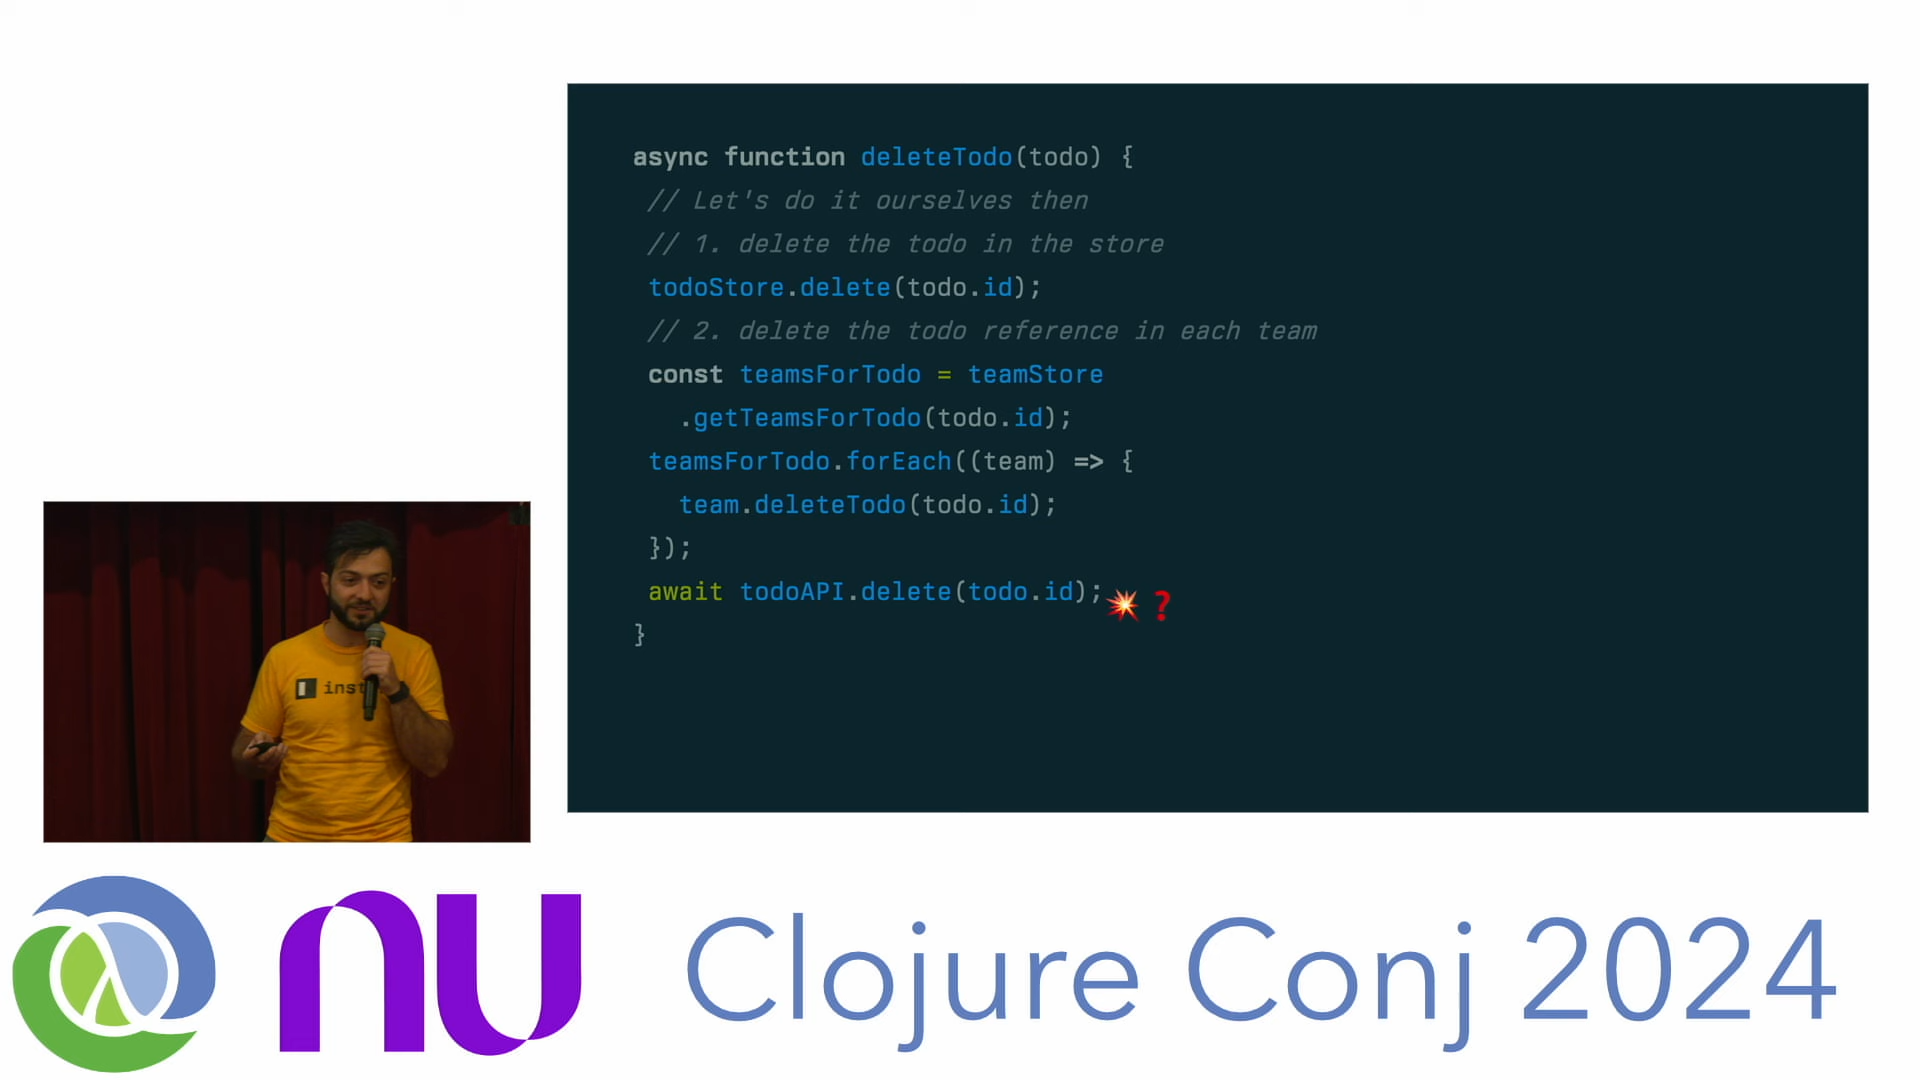 async function deleteTodo(todo) {
// Let's do it ourselves then
// 1. delete the todo in the store
todoStore.delete(todo.id);
// 2. delete the todo reference in each team
const teamsForTodo = teamStore
.getTeamsForTodo(todo.id);
teamsForTodo.forEach((team) => {
team.deleteTodo(todo.id);
});
await todoAPI.delete(todo.id);💥❓
}
inst
nu
Clojure Conj 2024